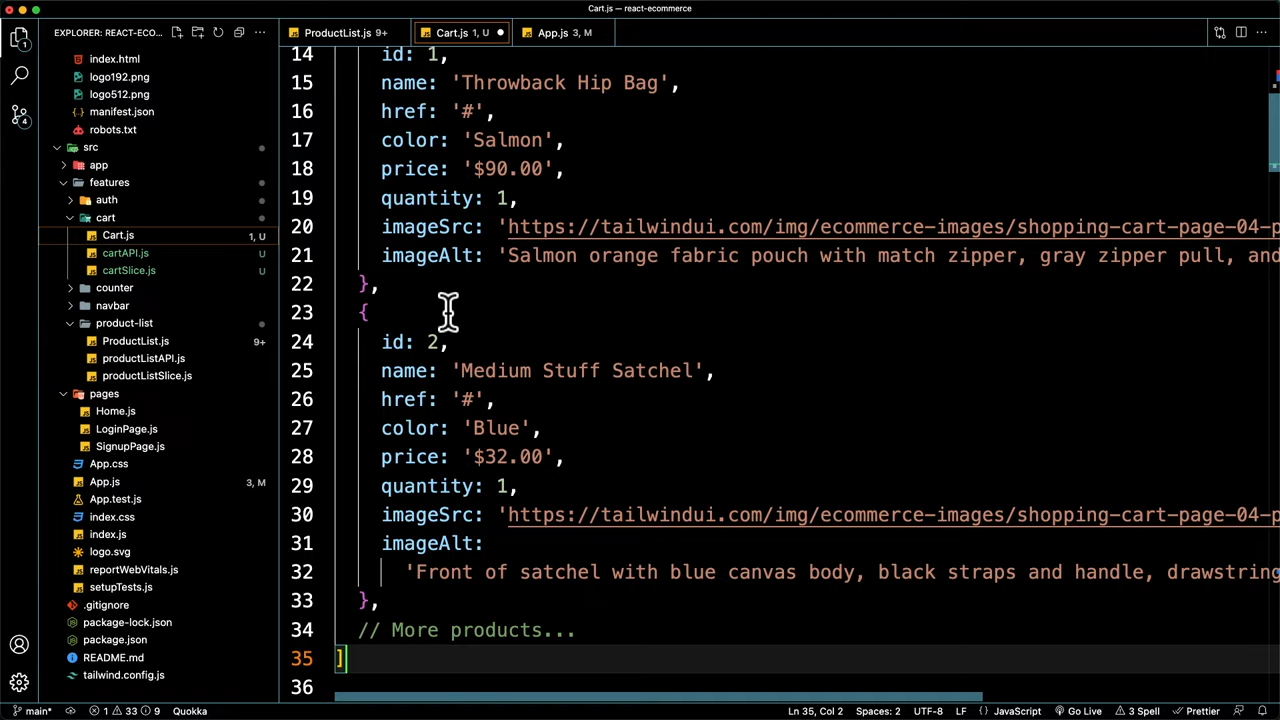 Cart.js — react-ecommerce
EXPLORER: REACT-ECO...
ProductList.js 9+
Cart.js 1, U
App.js 3, M
index.html
logo192.png
logo512.png
manifest.json
robots.txt
src
app
features
auth
cart
Cart.js 1, U
cartAPI.js U
cartSlice.js U
counter
navbar
product-list
ProductList.js 9+
productListAPI.js
productListSlice.js
pages
Home.js
LoginPage.js
SignupPage.js
App.css
App.js 3, M
App.test.js
index.css
index.js
logo.svg
reportWebVitals.js
setupTests.js
.gitignore
package-lock.json
package.json
README.md
tailwind.config.js
14 id: 1,
15 name: 'Throwback Hip Bag',
16 href: '#',
17 color: 'Salmon',
18 price: '$90.00',
19 quantity: 1,
20 imageSrc: 'https://tailwindui.com/img/ecommerce-images/shopping-cart-page-04-p
21 imageAlt: 'Salmon orange fabric pouch with match zipper, gray zipper pull, and
22 },
23 {
24 id: 2,
25 name: 'Medium Stuff Satchel',
26 href: '#',
27 color: 'Blue',
28 price: '$32.00',
29 quantity: 1,
30 imageSrc: 'https://tailwindui.com/img/ecommerce-images/shopping-cart-page-04-p
31 imageAlt:
32 'Front of satchel with blue canvas body, black straps and handle, drawstring
33 },
34 // More products...
35 ]
36
main* 1 33 9 Quokka Ln 35, Col 2 Spaces: 2 UTF-8 LF {} JavaScript Go Live 3 Spell Prettier